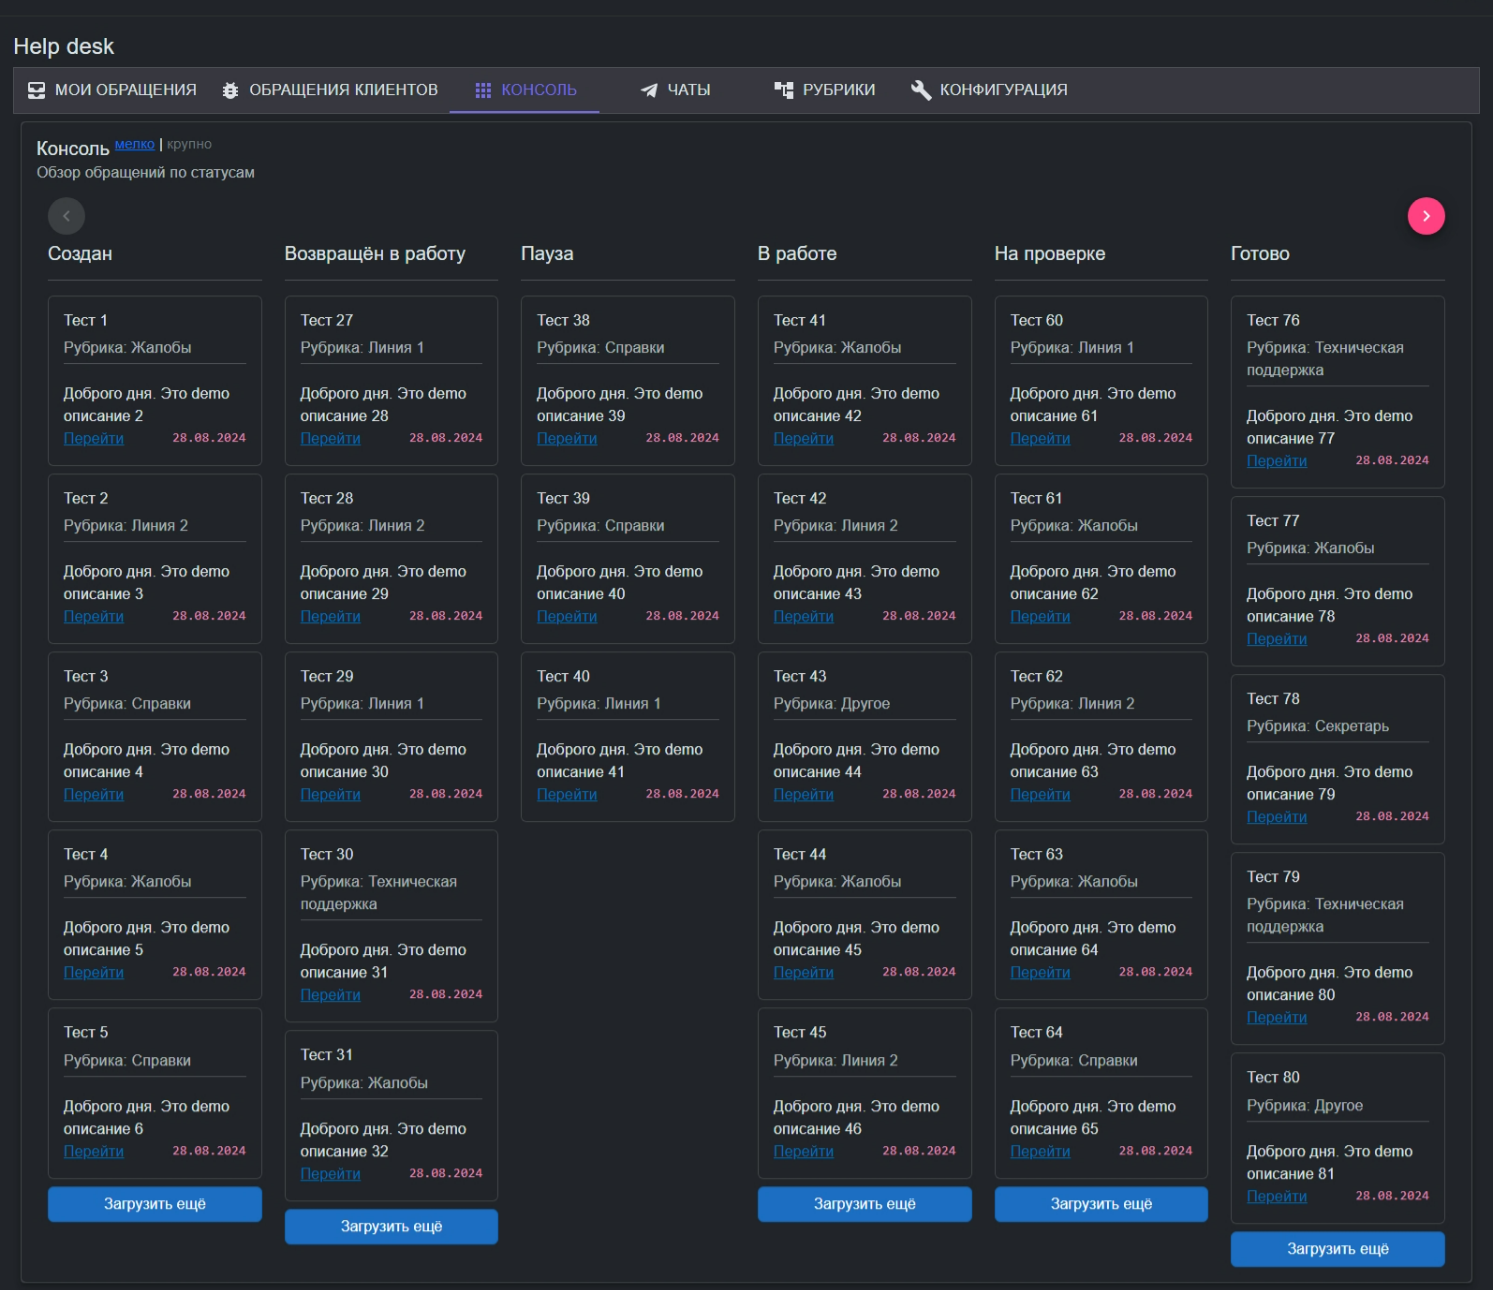 Help desk
МОИ ОБРАЩЕНИЯ ОБРАЩЕНИЯ КЛИЕНТОВ КОНСОЛЬ ЧАТЫ РУБРИКИ КОНФИГУРАЦИЯ
Консоль мелко | крупно
Обзор обращений по статусам
Создан
Тест 1
Рубрика: Жалобы
Доброго дня. Это demo
описание 2
Перейти 28.08.2024
Тест 2
Рубрика: Линия 2
Доброго дня. Это demo
описание 3
Перейти 28.08.2024
Тест 3
Рубрика: Справки
Доброго дня. Это demo
описание 4
Перейти 28.08.2024
Тест 4
Рубрика: Жалобы
Доброго дня. Это demo
описание 5
Перейти 28.08.2024
Тест 5
Рубрика: Справки
Доброго дня. Это demo
описание 6
Перейти 28.08.2024
Загрузить ещё
Возвращён в работу
Тест 27
Рубрика: Линия 1
Доброго дня. Это demo
описание 28
Перейти 28.08.2024
Тест 28
Рубрика: Линия 2
Доброго дня. Это demo
описание 29
Перейти 28.08.2024
Тест 29
Рубрика: Линия 1
Доброго дня. Это demo
описание 30
Перейти 28.08.2024
Тест 30
Рубрика: Техническая
поддержка
Доброго дня. Это demo
описание 31
Перейти 28.08.2024
Тест 31
Рубрика: Жалобы
Доброго дня. Это demo
описание 32
Перейти 28.08.2024
Загрузить ещё
Пауза
Тест 38
Рубрика: Справки
Доброго дня. Это demo
описание 39
Перейти 28.08.2024
Тест 39
Рубрика: Справки
Доброго дня. Это demo
описание 40
Перейти 28.08.2024
Тест 40
Рубрика: Линия 1
Доброго дня. Это demo
описание 41
Перейти 28.08.2024
В работе
Тест 41
Рубрика: Жалобы
Доброго дня. Это demo
описание 42
Перейти 28.08.2024
Тест 42
Рубрика: Линия 2
Доброго дня. Это demo
описание 43
Перейти 28.08.2024
Тест 43
Рубрика: Другое
Доброго дня. Это demo
описание 44
Перейти 28.08.2024
Тест 44
Рубрика: Жалобы
Доброго дня. Это demo
описание 45
Перейти 28.08.2024
Тест 45
Рубрика: Линия 2
Доброго дня. Это demo
описание 46
Перейти 28.08.2024
Загрузить ещё
На проверке
Тест 60
Рубрика: Линия 1
Доброго дня. Это demo
описание 61
Перейти 28.08.2024
Тест 61
Рубрика: Жалобы
Доброго дня. Это demo
описание 62
Перейти 28.08.2024
Тест 62
Рубрика: Линия 2
Доброго дня. Это demo
описание 63
Перейти 28.08.2024
Тест 63
Рубрика: Жалобы
Доброго дня. Это demo
описание 64
Перейти 28.08.2024
Тест 64
Рубрика: Справки
Доброго дня. Это demo
описание 65
Перейти 28.08.2024
Загрузить ещё
Готово
Тест 76
Рубрика: Техническая
поддержка
Доброго дня. Это demo
описание 77
Перейти 28.08.2024
Тест 77
Рубрика: Жалобы
Доброго дня. Это demo
описание 78
Перейти 28.08.2024
Тест 78
Рубрика: Секретарь
Доброго дня. Это demo
описание 79
Перейти 28.08.2024
Тест 79
Рубрика: Техническая
поддержка
Доброго дня. Это demo
описание 80
Перейти 28.08.2024
Тест 80
Рубрика: Другое
Доброго дня. Это demo
описание 81
Перейти 28.08.2024
Загрузить ещё